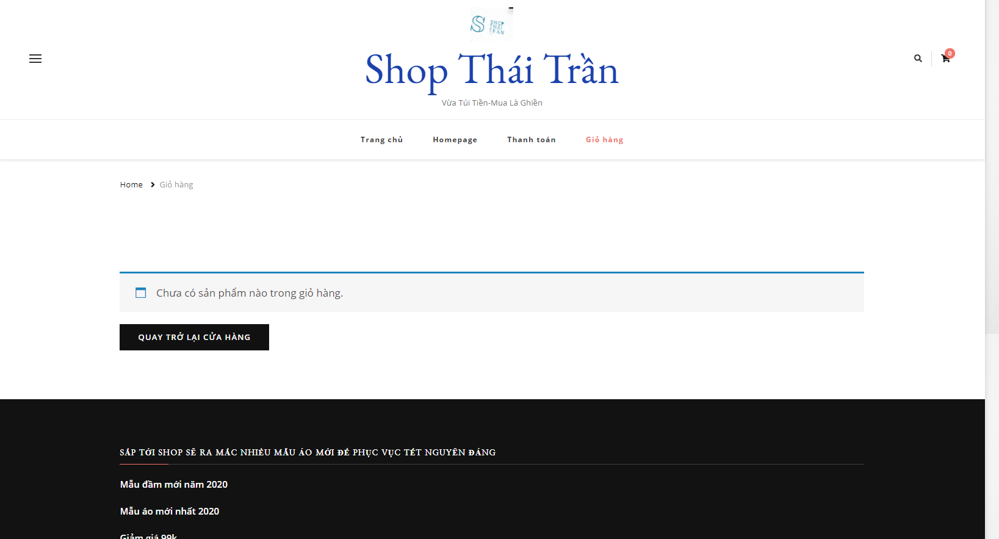 S SHOP
THAI
TRAN
Shop Thái Trần
0
Vừa Túi Tiền-Mua Là Ghiền
Trang chủ Homepage Thanh toán Giỏ hàng
Home Giỏ hàng
Chưa có sản phẩm nào trong giỏ hàng.
QUAY TRỞ LẠI CỬA HÀNG
SẮP TỚI SHOP SẼ RA MẮC NHIỀU MẪU ÁO MỚI ĐỂ PHỤC VỤC TẾT NGUYÊN ĐÁNG
Mẫu đầm mới năm 2020
Mẫu áo mới nhất 2020
Giảm giá 99k